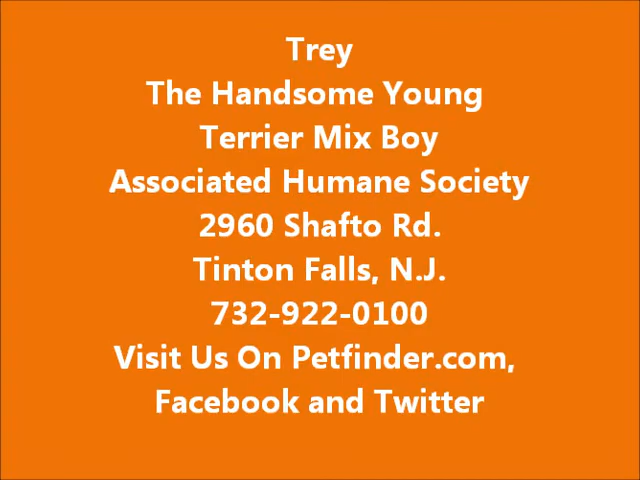 Trey
The Handsome Young
Terrier Mix Boy
Associated Humane Society
2960 Shafto Rd.
Tinton Falls, N.J.
732-922-0100
Visit Us On Petfinder.com,
Facebook and Twitter